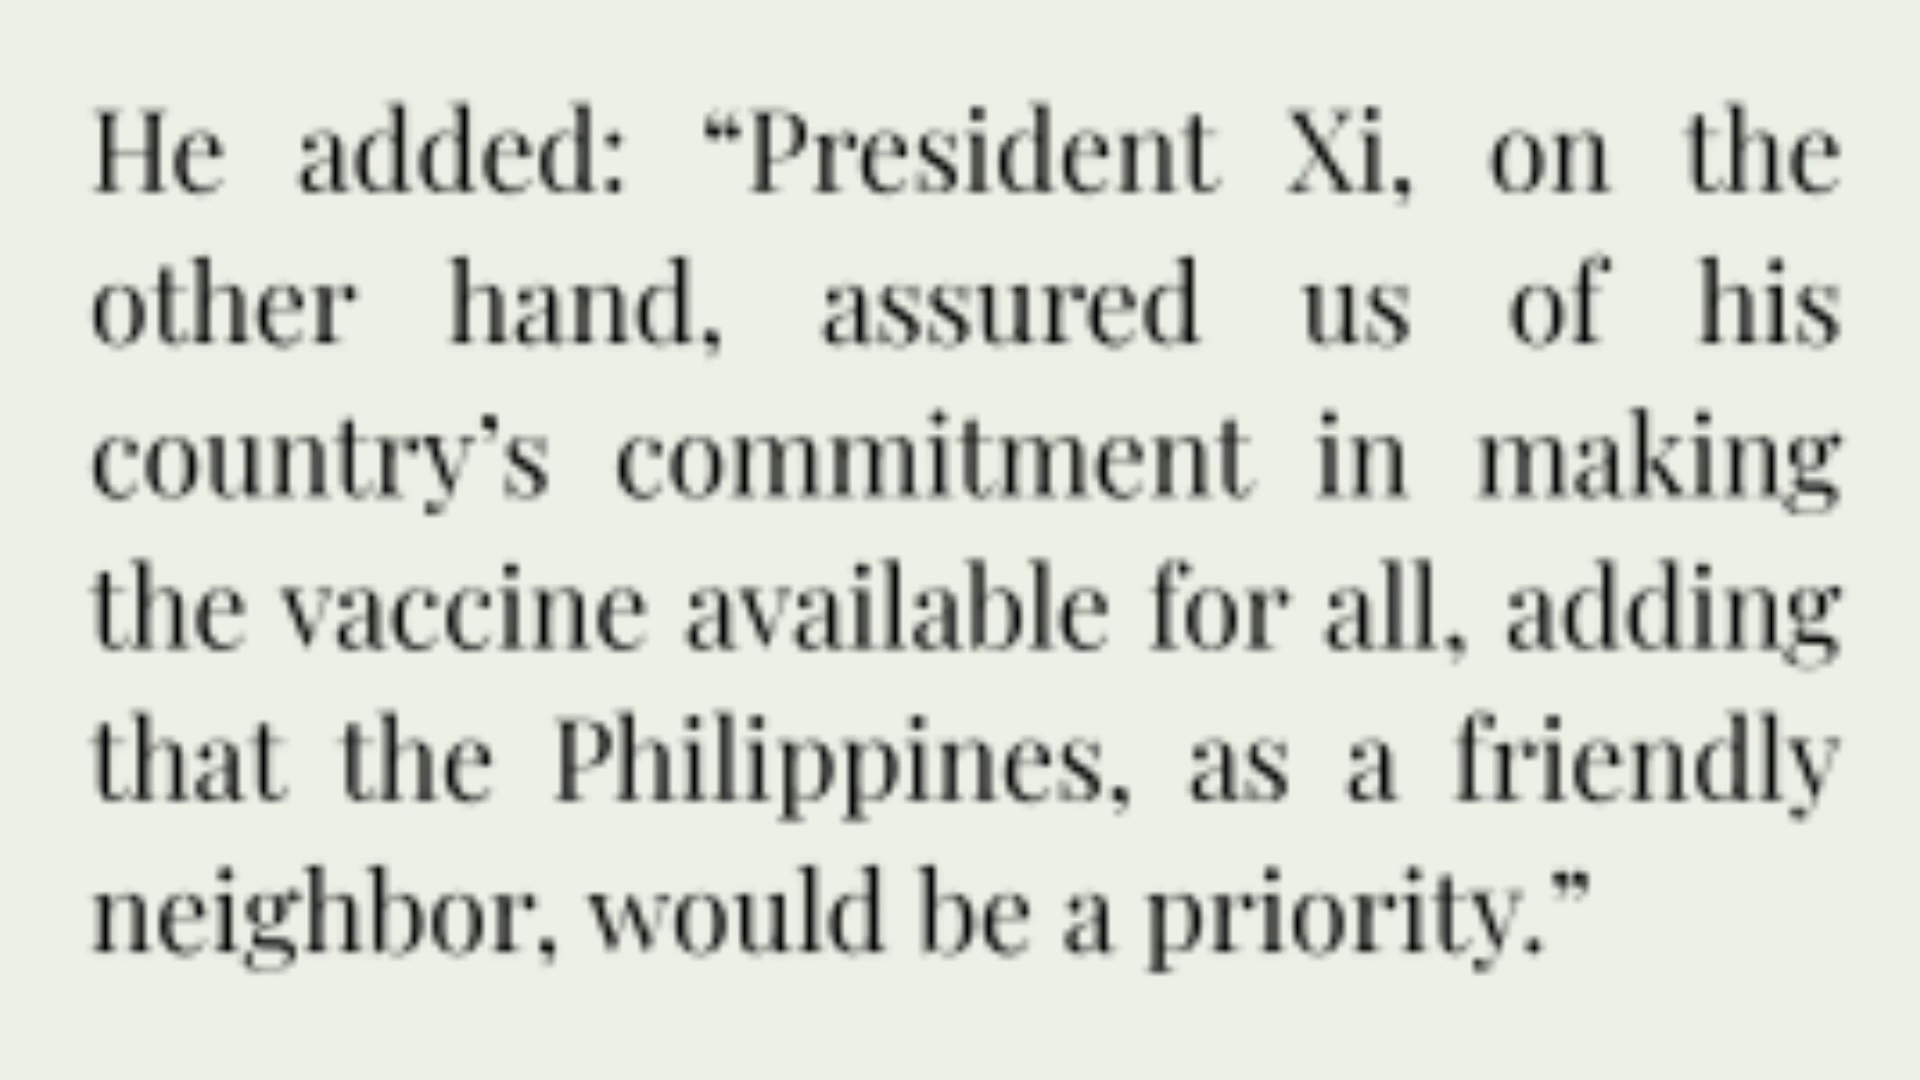 He added: “President Xi, on the
other hand, assured us of his
country’s commitment in making
the vaccine available for all, adding
that the Philippines, as a friendly
neighbor, would be a priority.”